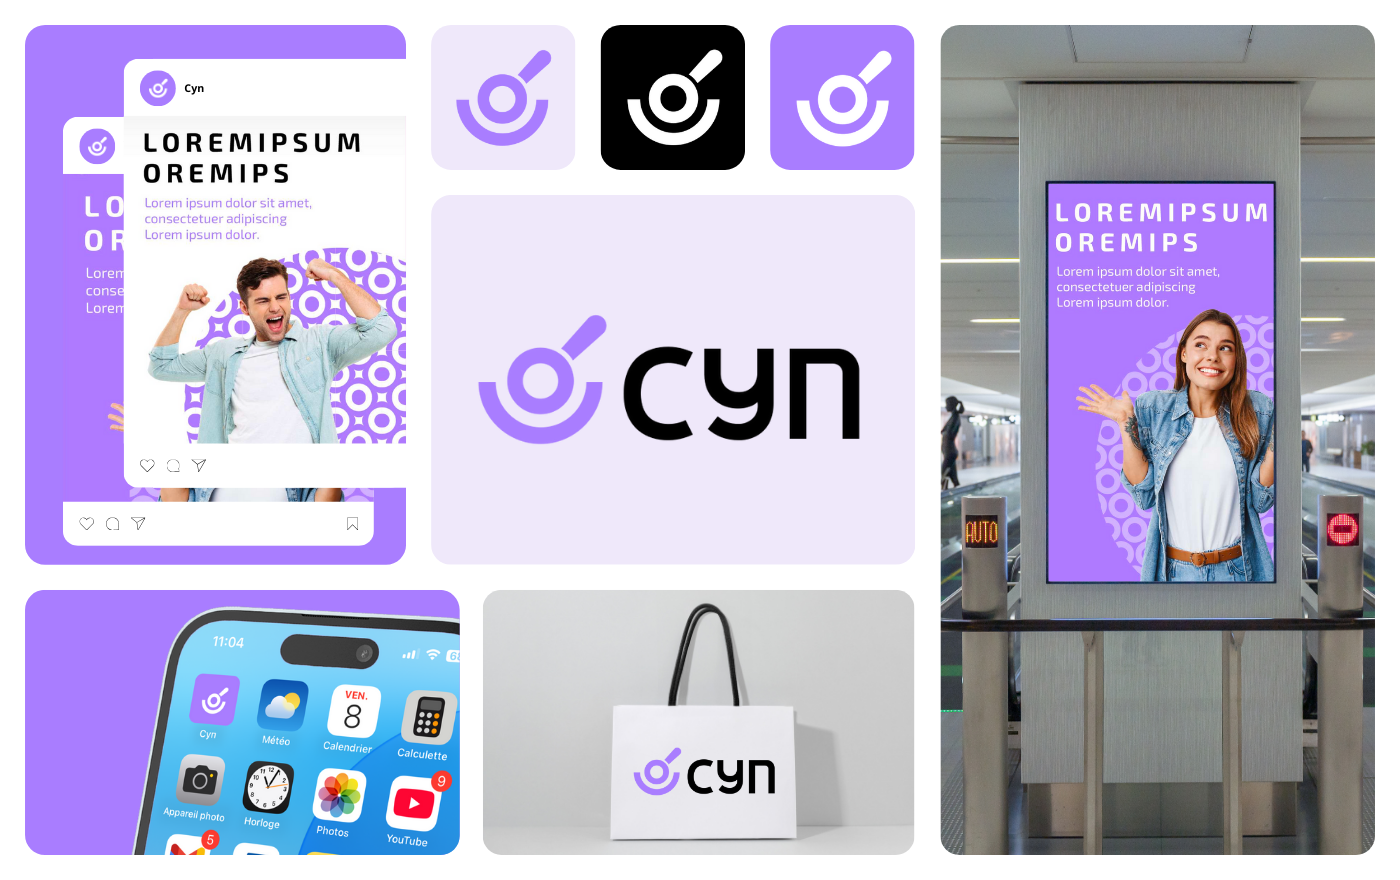 Cyn
LOREMIPSUM
OREMIPS
Lorem ipsum dolor sit amet,
consectetuer adipiscing
Lorem ipsum dolor.
LO
OR
Lorem
conse
Lorem
cyn
LOREMIPSUM
OREMIPS
Lorem ipsum dolor sit amet,
consectetuer adipiscing
Lorem ipsum dolor.
AUTO
11:04
Cyn
Météo
VEN.
8
Calendrier
Calculette
Appareil photo
12
Horloge
Photos
9
YouTube
5
cyn